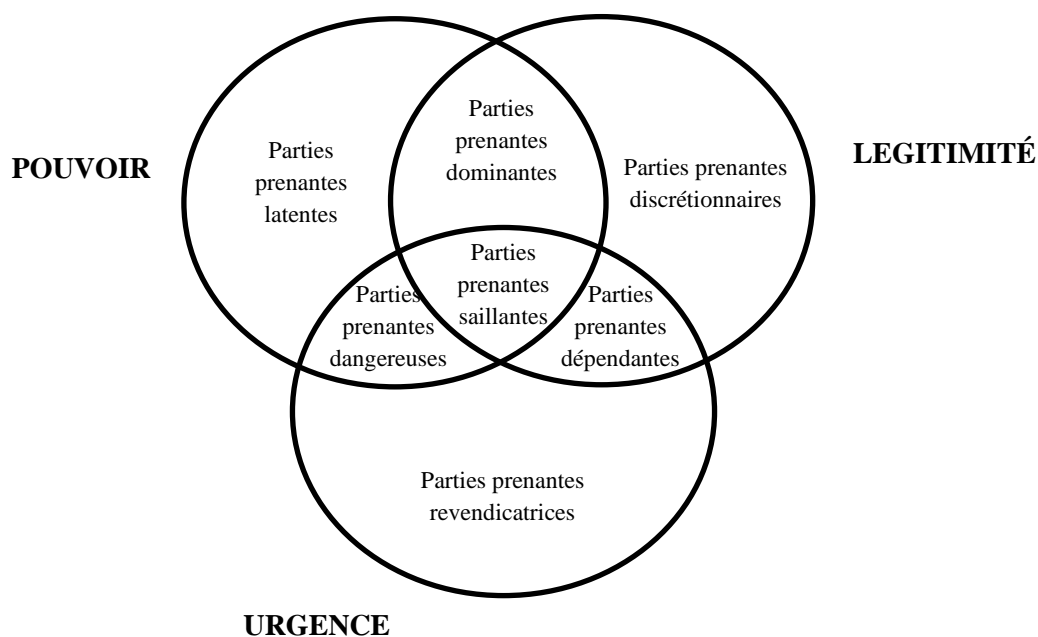 POUVOIR
LEGITIMITÉ
Parties
prenantes
latentes
Parties
prenantes
dominantes
Parties prenantes
discrétionnaires
Parties
prenantes
saillantes
Parties
prenantes
dangereuses
Parties
prenantes
dépendantes
Parties prenantes
revendicatrices
URGENCE